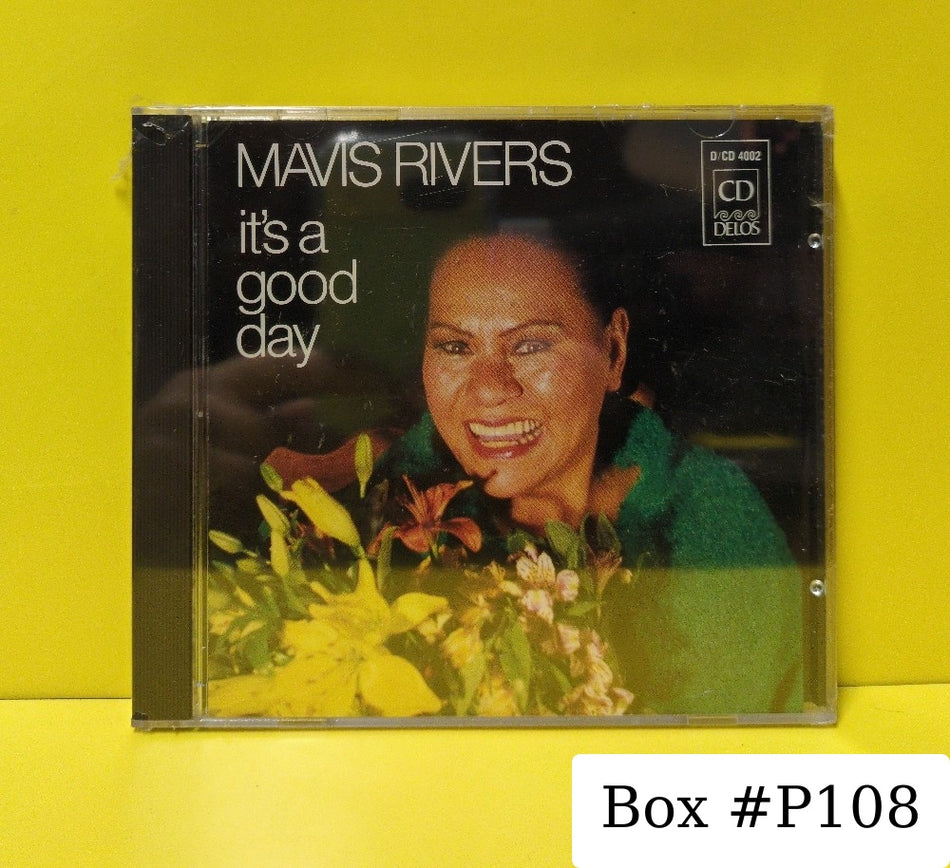 MAVIS RIVERS
it's a
good
day
D/CD 4002
CD
DELOS
Box #P108